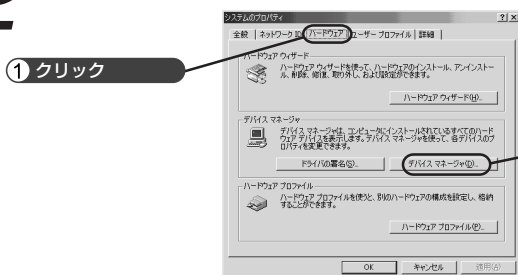 システムのプロパティ
? ×
全般 ネットワーク ID ハードウェア ユーザー プロファイル 詳細
① クリック
ハードウェア ウィザード
ハードウェア ウィザードを使って、ハードウェアのインストール、アンインストー
ル、削除、修復、取り外し、および設定ができます。
ハードウェア ウィザード(H)...
デバイス マネージャ
デバイス マネージャは、コンピュータにインストールされているすべてのハード
ウェア デバイスを表示します。デバイス マネージャを使って、各デバイスのプ
ロパティを変更できます。
ドライバの署名(S)...
デバイス マネージャ(D)...
ハードウェア プロファイル
ハードウェア プロファイルを使うと、別のハードウェアの構成を設定し、格納
することができます。
ハードウェア プロファイル(P)...
OK キャンセル 適用(A)